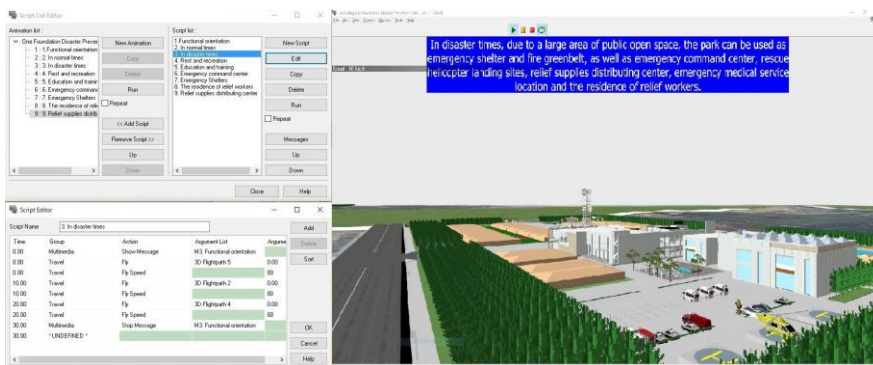 Script List Editor
Animation list :
Script list :
One Foundation Disaster Preven
1 : 1.Functional orientation
2 : 2. In normal times
3 : 3. In disaster times
4 : 4. Rest and recreation
5 : 5. Education and trainin
6 : 6. Emergency comman
7 : 7. Emergency Shelters
8 : 8. The residence of reli
9 : 9. Relief supplies distrib
New Animation
Copy
Delete
Run
Repeat
<< Add Script
Remove Script >>
Up
Down
1.Functional orientation
2. In normal times
3. In disaster times
4. Rest and recreation
5. Education and training
6. Emergency command center
7. Emergency Shelters
8. The residence of relief workers
9. Relief supplies distributing center
New Script
Edit
Copy
Delete
Run
Repeat
Messages
Up
Down
Close
Help
Script Editor
Script Name
3. In disaster times
Add
Time Group Action Argument List Argume
Delete
0.00 Multimedia Show Message M3. Functional orientation
Sort
0.00 Travel Fly 3D Flightpath 5 0.00
0.00 Travel Fly Speed 80
10.00 Travel Fly 3D Flightpath 2 0.00
10.00 Travel Fly Speed 80
20.00 Travel Fly 3D Flightpath 4 0.00
20.00 Travel Fly Speed 80
30.00 Multimedia Stop Message M3. Functional orientation
30.00 * UNDEFINED *
OK
Cancel
Help
In disaster times, due to a large area of public open space, the park can be used as
emergency shelter and fire greenbelt, as well as emergency command center, rescue
helicopter landing sites, relief supplies distributing center, emergency medical service
location and the residence of relief workers.